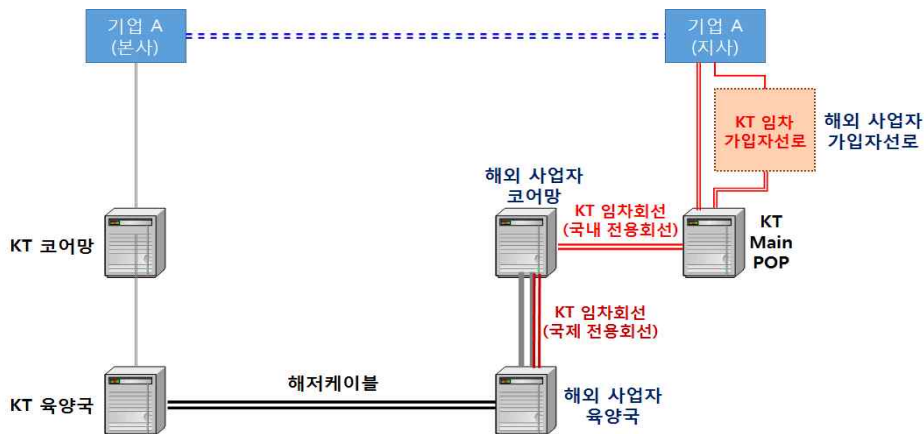 기업 A
(본사)
기업 A
(지사)
KT 임차
가입자선로
해외 사업자
가입자선로
해외 사업자
코어망
KT 임차회선
(국내 전용회선)
KT 코어망
KT
Main
POP
KT 임차회선
(국제 전용회선)
해저케이블
KT 육양국
해외 사업자
육양국